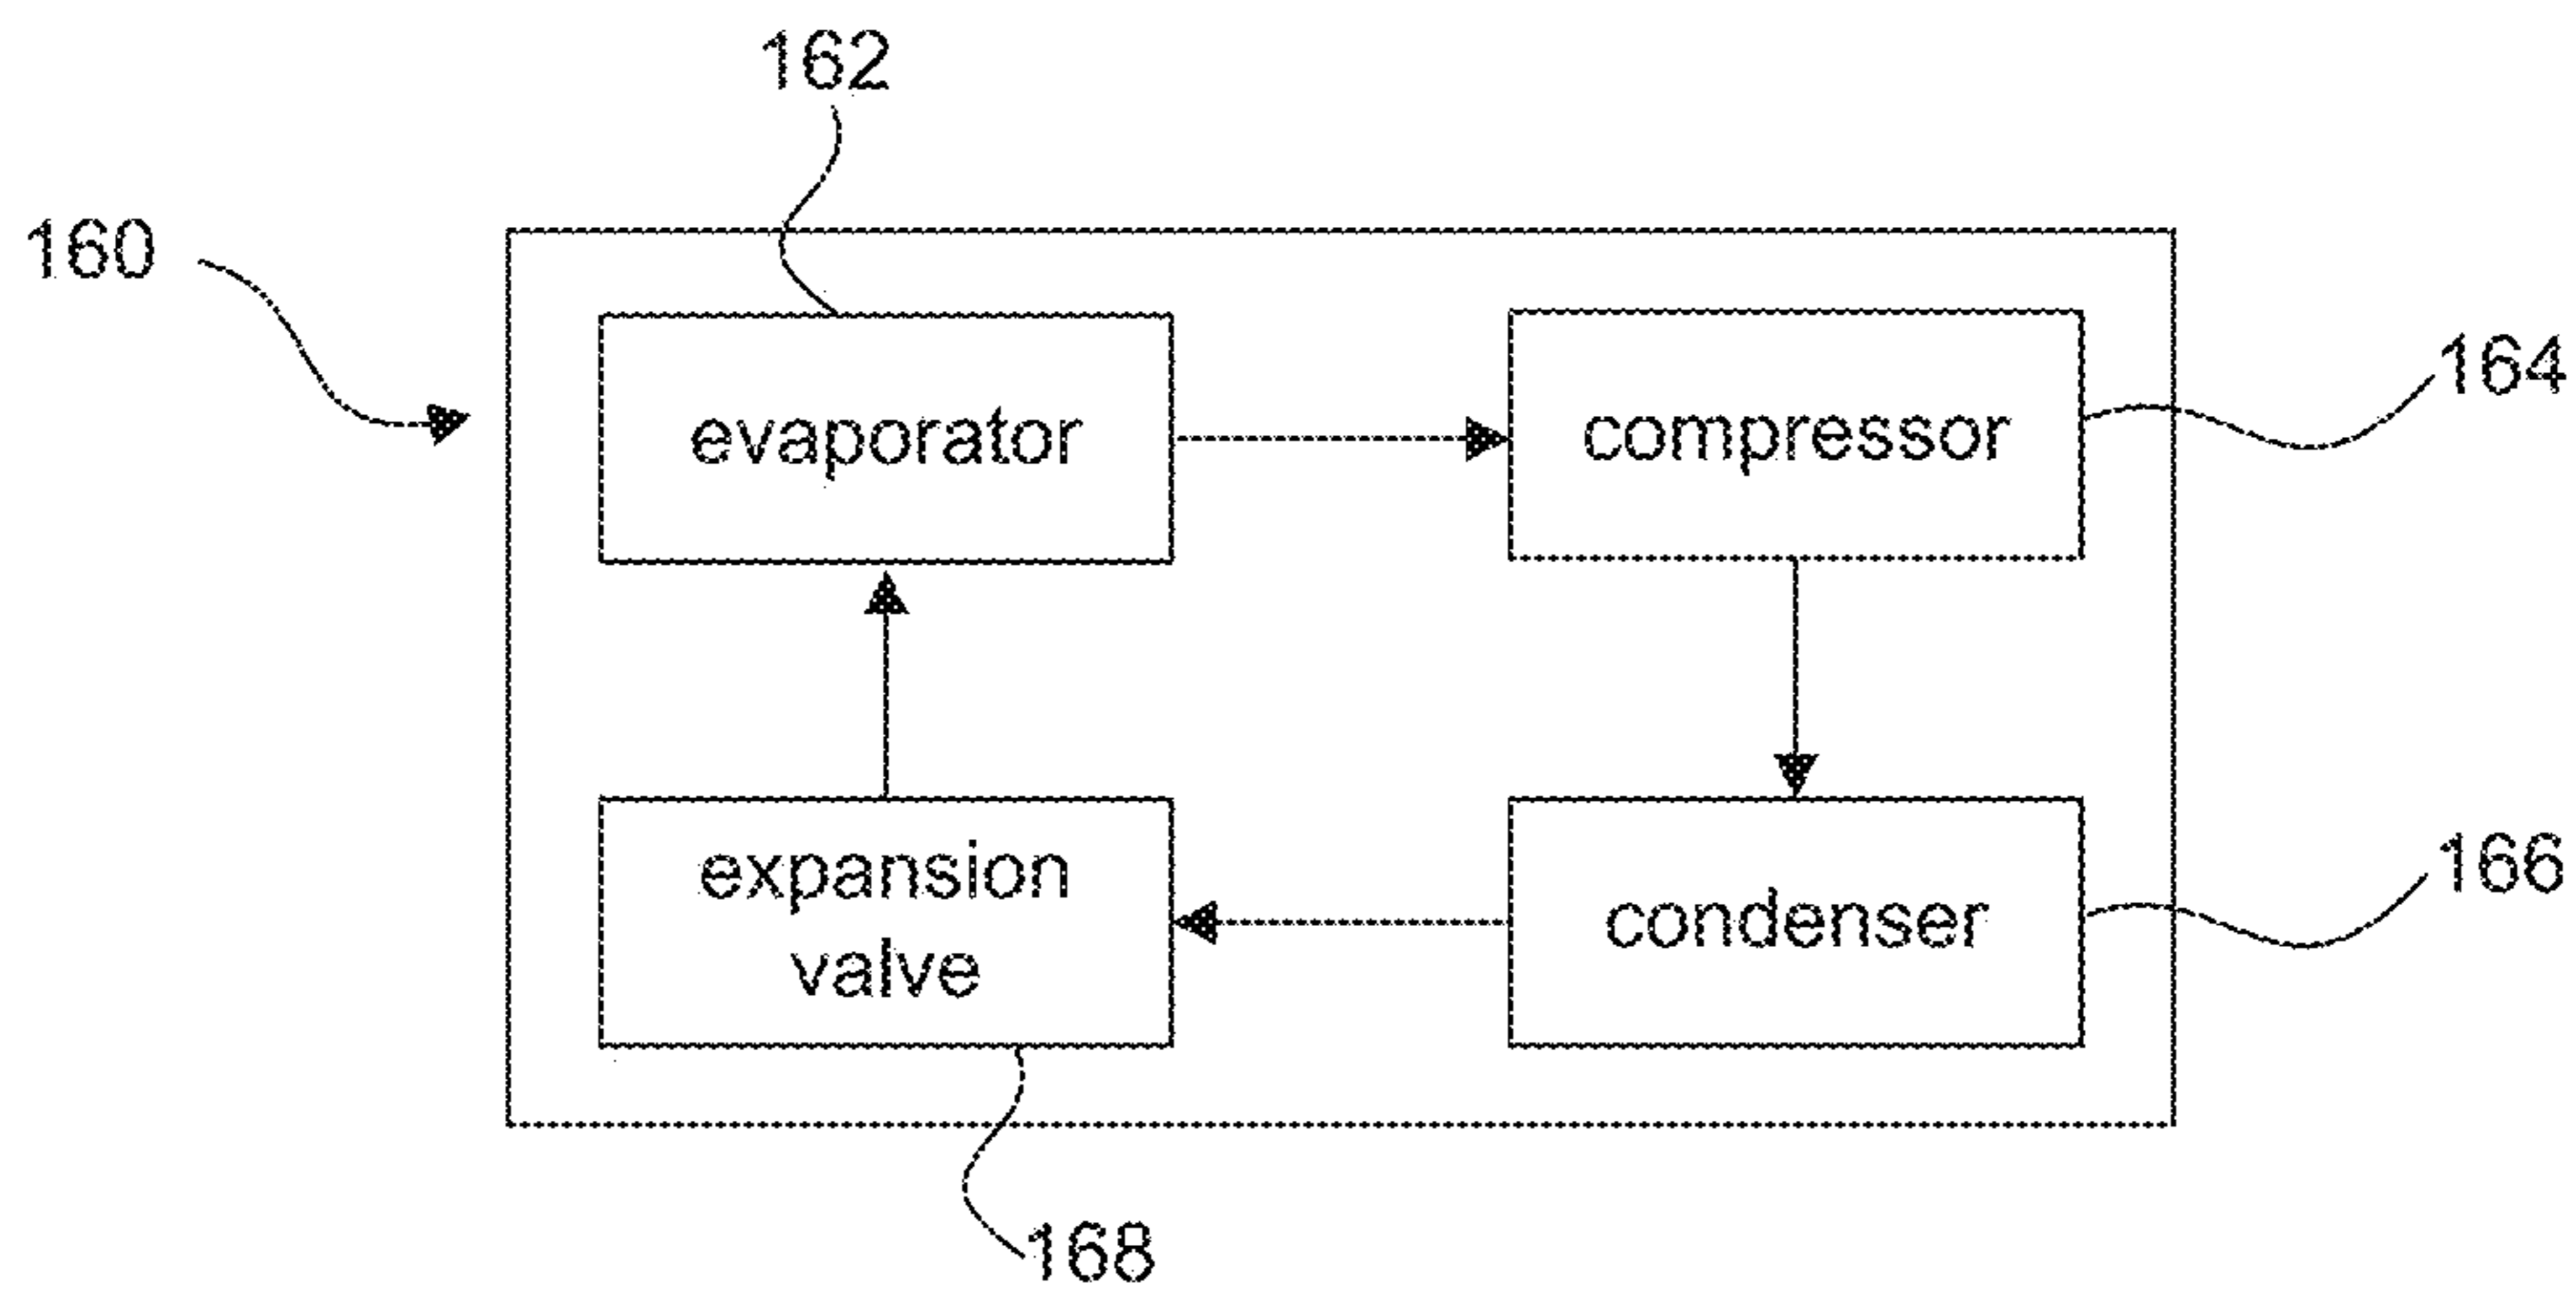 162
160
evaporator
compressor
164
expansion
valve
condenser
166
168